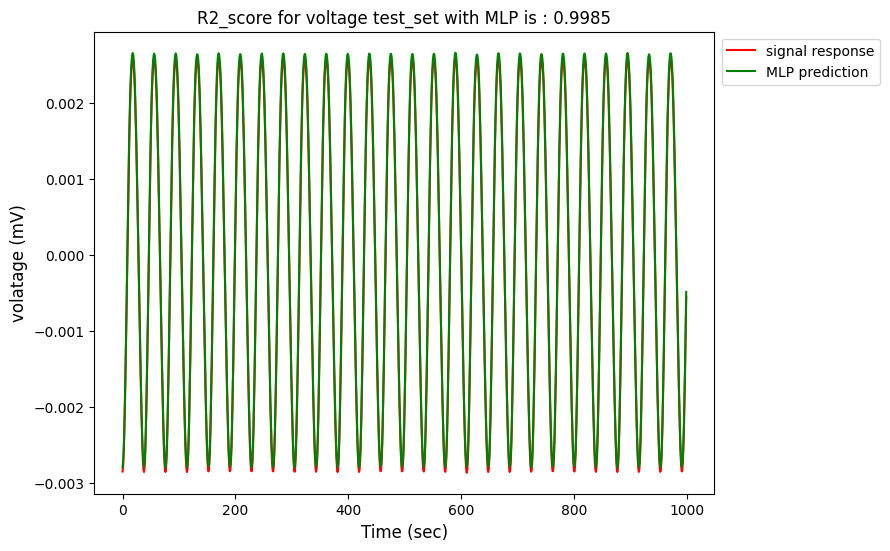 R2_score for voltage test_set with MLP is : 0.9985
signal response
MLP prediction
volatage (mV)
0.002
0.001
0.000
−0.001
−0.002
−0.003
0 200 400 600 800 1000
Time (sec)